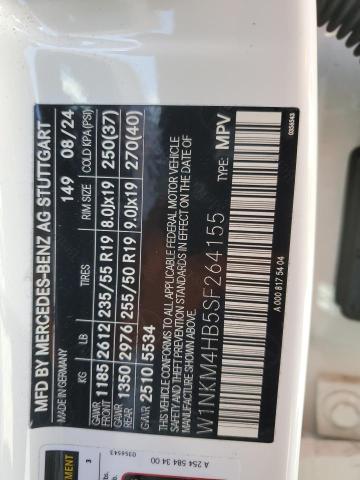 MFD BY MERCEDES-BENZ AG STUTTGART
MADE IN GERMANY 149 08/24
KG LB TIRES RIM SIZE COLD KPA(PSI)
GAWR FRONT 1185 2612 235/55 R19 8.0Jx19 250(37)
GAWR REAR 1350 2976 255/50 R19 9.0Jx19 270(40)
GVWR 2510 5534
THIS VEHICLE CONFORMS TO ALL APPLICABLE FEDERAL MOTOR VEHICLE
SAFETY, BUMPER, AND THEFT PREVENTION STANDARDS IN EFFECT ON THE DATE OF
MANUFACTURE SHOWN ABOVE. TYPE: MPV
W1NKM4HB5SF264155
A 000 817 54 04
0356543
A 254 584 34 00
0356543
3